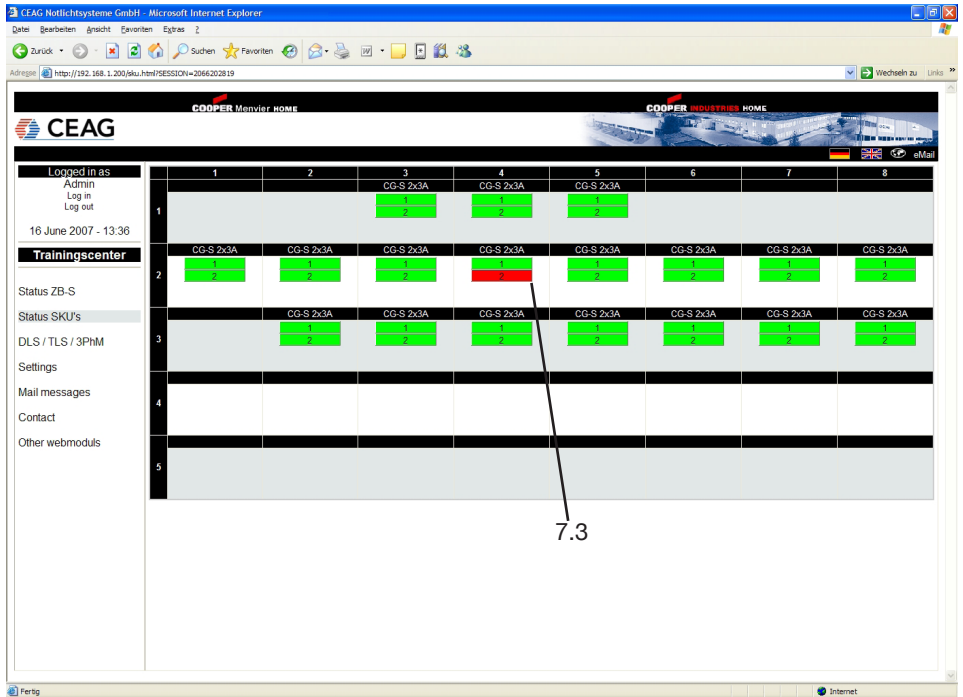 CEAG Notlichtsysteme GmbH - Microsoft Internet Explorer
Datei Bearbeiten Ansicht Favoriten Extras ?
Zurück Suchen Favoriten
Adresse http://192.168.1.200/sku.html?SESSION=2066202819 Wechseln zu Links »
COOPER Menvier HOME COOPER INDUSTRIES HOME
CEAG
eMail
Logged in as
Admin
Log in
Log out
16 June 2007 - 13:36
Trainingscenter
Status ZB-S
Status SKU's
DLS / TLS / 3PhM
Settings
Mail messages
Contact
Other webmoduls
1 2 3 4 5 6 7 8
CG-S 2x3A CG-S 2x3A CG-S 2x3A
1 1 1
1 2 2 2
CG-S 2x3A CG-S 2x3A CG-S 2x3A CG-S 2x3A CG-S 2x3A CG-S 2x3A CG-S 2x3A CG-S 2x3A
1 1 1 1 1 1 1 1
2 2 2 2 2 2 2 2 2
CG-S 2x3A CG-S 2x3A CG-S 2x3A CG-S 2x3A CG-S 2x3A CG-S 2x3A CG-S 2x3A
1 1 1 1 1 1 1
3 2 2 2 2 2 2 2
4
5
7.3
Fertig Internet